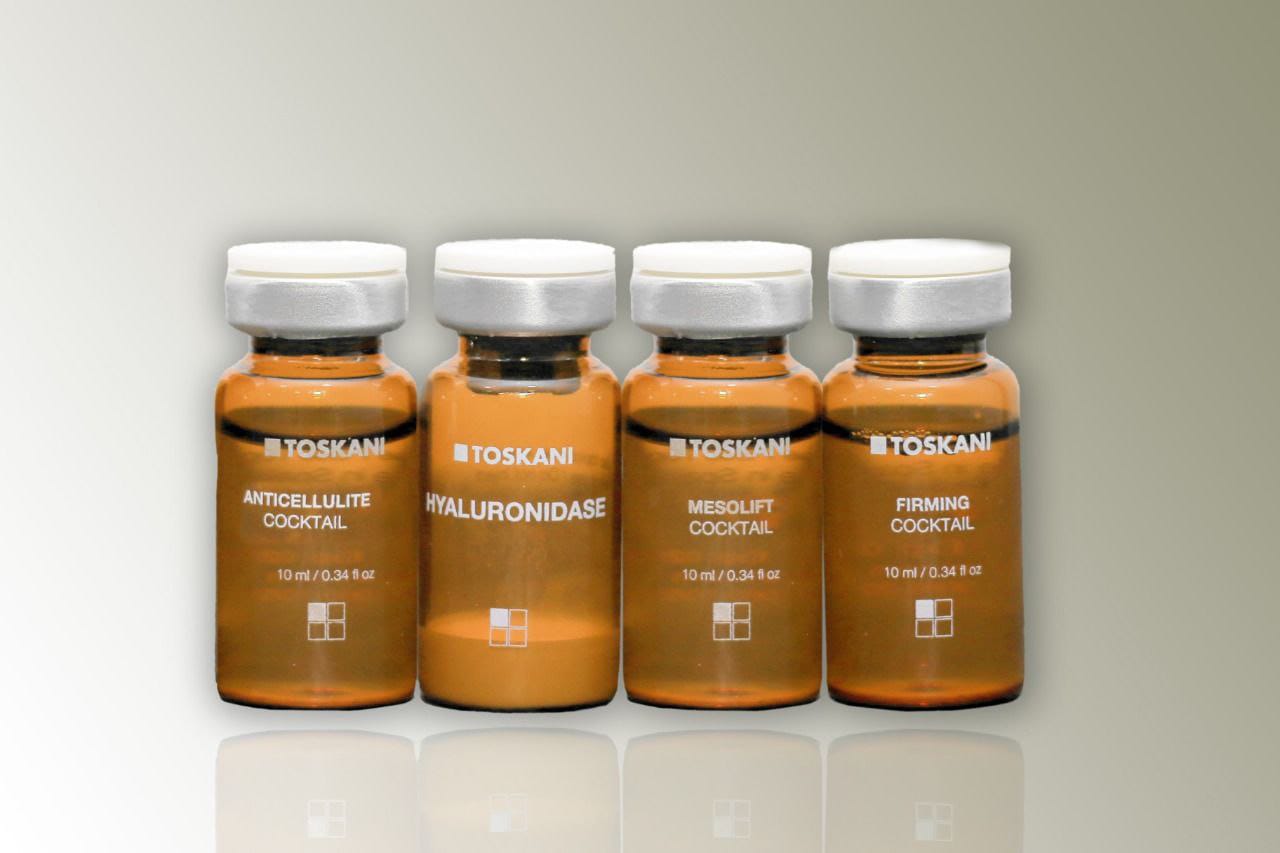 TOSKANI
ANTICELLULITE
COCKTAIL
10 ml / 0.34 fl oz
TOSKANI
HYALURONIDASE
TOSKANI
MESOLIFT
COCKTAIL
10 ml / 0.34 fl oz
TOSKANI
FIRMING
COCKTAIL
10 ml / 0.34 fl oz